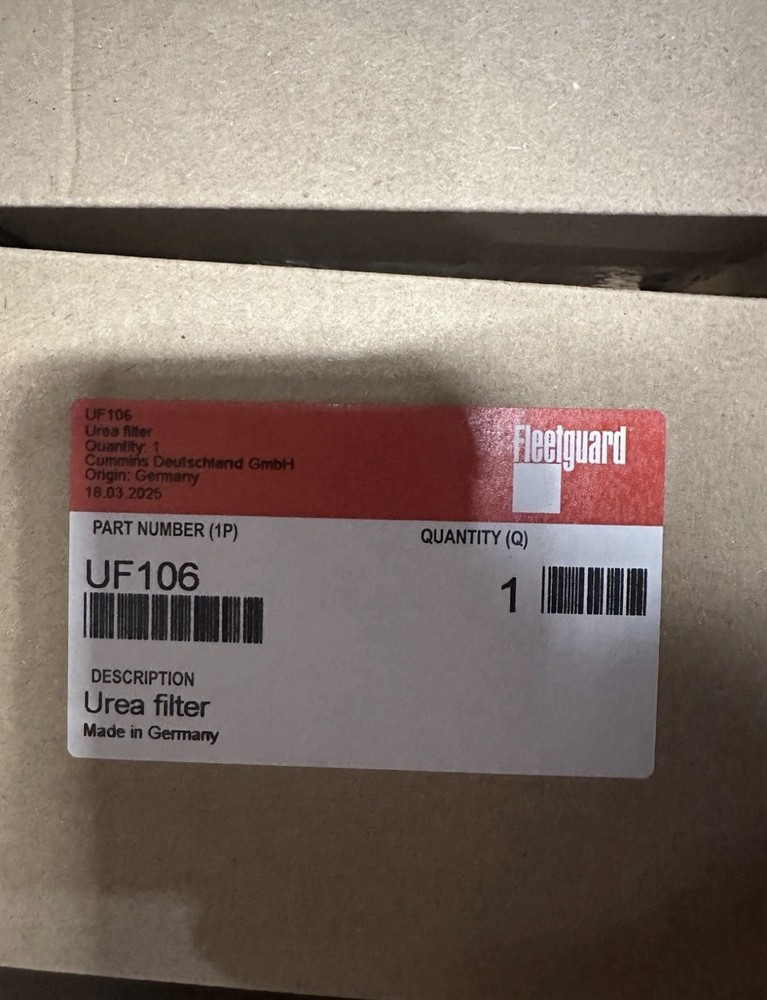 UF106
Urea filter
Quantity: 1
Cummins Deutschland GmbH
Origin: Germany
18.03.2025
Fleetguard
PART NUMBER (1P)
QUANTITY (Q)
UF106
1
DESCRIPTION
Urea filter
Made in Germany